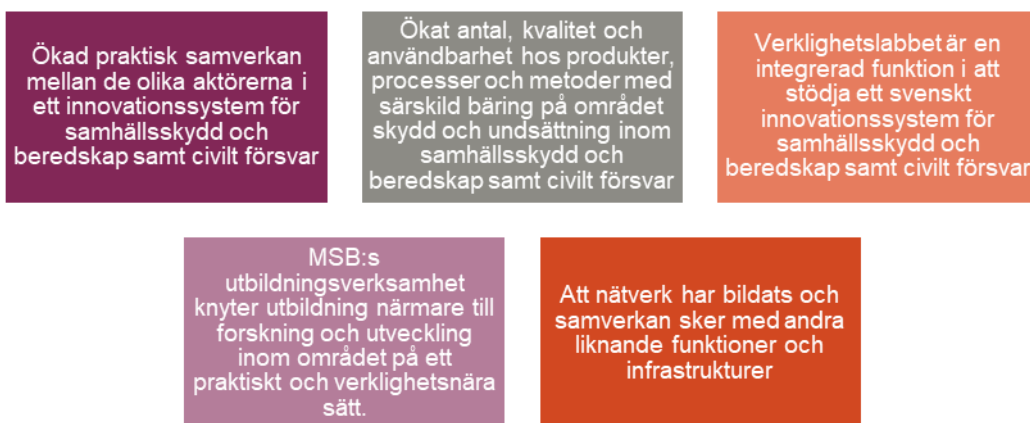 Ökad praktisk samverkan
mellan de olika aktörerna i
ett innovationssystem för
samhällsskydd och
beredskap samt civilt försvar
Ökat antal, kvalitet och
användbarhet hos produkter,
processer och metoder med
särskild bäring på området
skydd och undsättning inom
samhällsskydd och
beredskap samt civilt försvar
Verklighetslabbet är en
integrerad funktion i att
stödja ett svenskt
innovationssystem för
samhällsskydd och
beredskap samt civilt försvar
MSB:s
utbildningsverksamhet
knyter utbildning närmare till
forskning och utveckling
inom området på ett
praktiskt och verklighetsnära
sätt.
Att nätverk har bildats och
samverkan sker med andra
liknande funktioner och
infrastrukturer